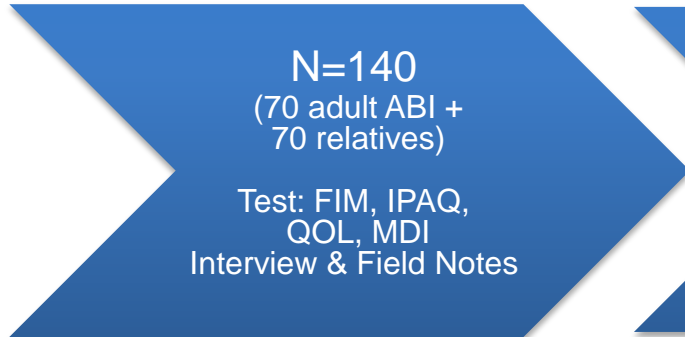 N=140
(70 adult ABI +
70 relatives)
Test: FIM, IPAQ,
QOL, MDI
Interview & Field Notes